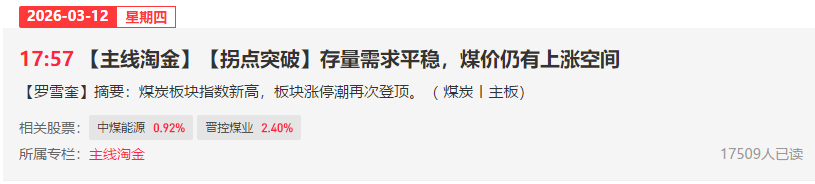 2026-03-12 星期四
17:57 【主线淘金】【拐点突破】存量需求平稳，煤价仍有上涨空间
【罗雪奎】摘要：煤炭板块指数新高，板块涨停潮再次登顶。（煤炭丨主板）
相关股票： 中煤能源 0.92% 晋控煤业 2.40%
所属专栏：主线淘金 17509人已读